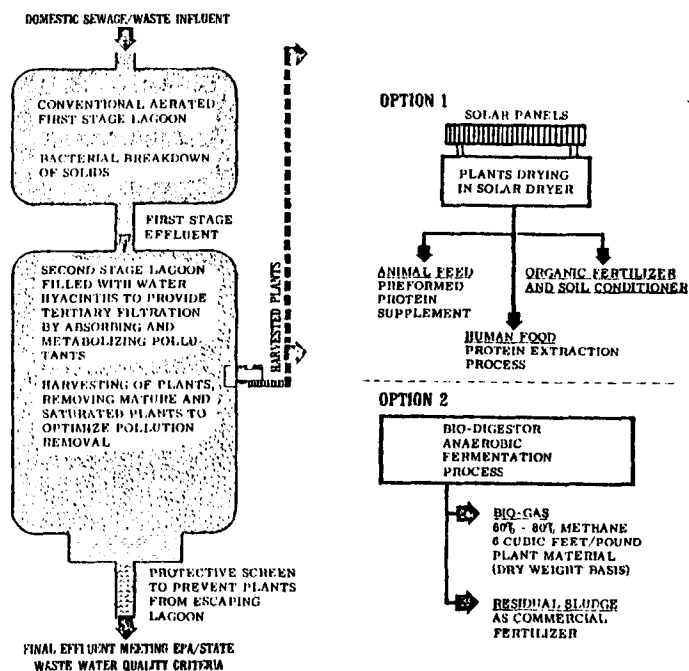 DOMESTIC SEWAGE/WASTE INFLUENT
CONVENTIONAL AERATED
FIRST STAGE LAGOON
BACTERIAL BREAKDOWN
OF SOLIDS
FIRST STAGE
EFFLUENT
SECOND STAGE LAGOON
FILLED WITH WATER
HYACINTHS TO PROVIDE
TERTIARY FILTRATION
BY ABSORBING AND
METABOLIZING POLLU-
TANTS
HARVESTING OF PLANTS,
REMOVING MATURE AND
SATURATED PLANTS TO
OPTIMIZE POLLUTION
REMOVAL
HARVESTED PLANTS
PROTECTIVE SCREEN
TO PREVENT PLANTS
FROM ESCAPING
LAGOON
FINAL EFFLUENT MEETING EPA/STATE
WASTE WATER QUALITY CRITERIA
OPTION 1
SOLAR PANELS
PLANTS DRYING
IN SOLAR DRYER
ANIMAL FEED
PREFORMED
PROTEIN
SUPPLEMENT
ORGANIC FERTILIZER
AND SOIL CONDITIONER
HUMAN FOOD
PROTEIN EXTRACTION
PROCESS
OPTION 2
BIO-DIGESTOR
ANAEROBIC
FERMENTATION
PROCESS
BIO-GAS
60% - 80% METHANE
6 CUBIC FEET/POUND
PLANT MATERIAL
(DRY WEIGHT BASIS)
RESIDUAL SLUDGE
AS COMMERCIAL
FERTILIZER